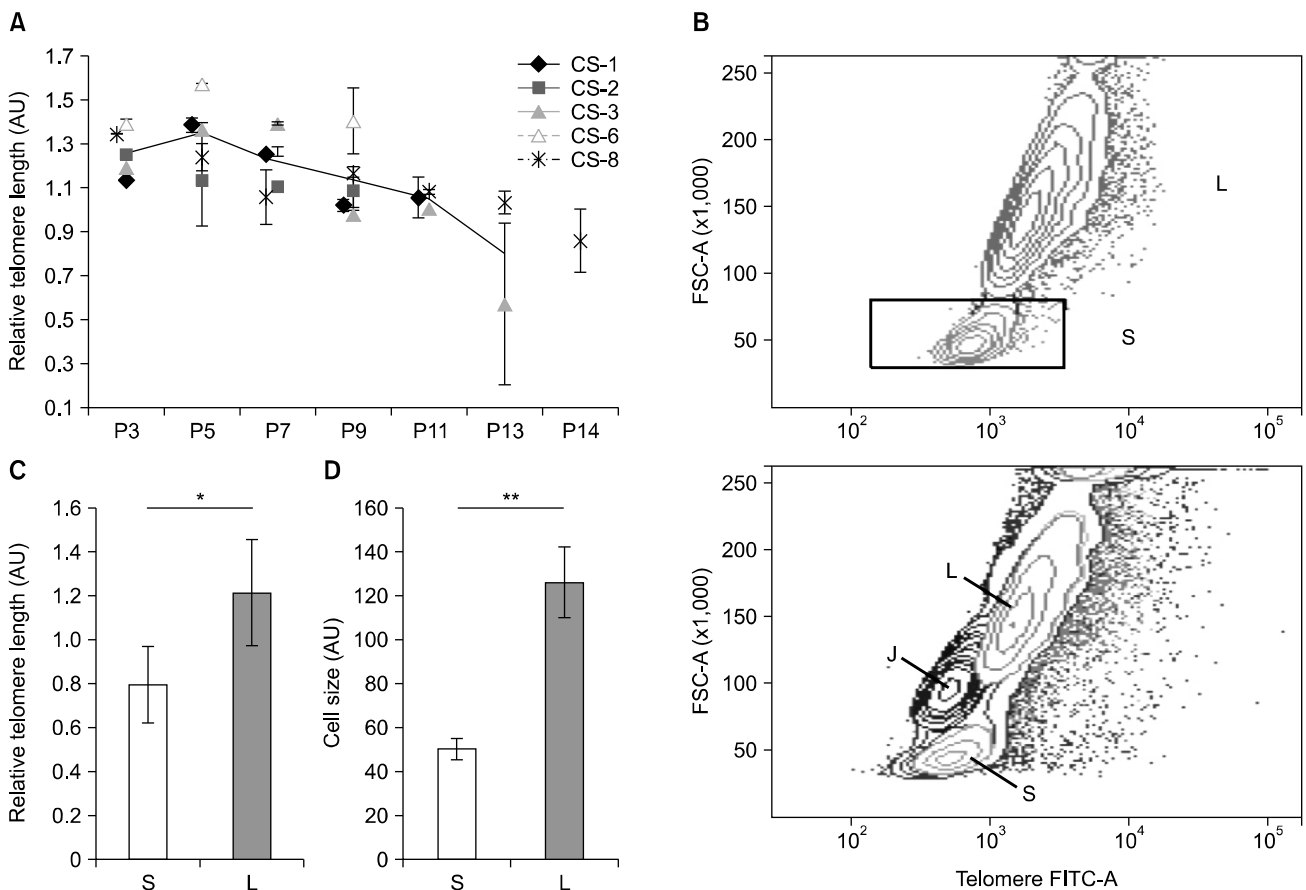 A
Relative telomere length (AU)
1.7
1.5
1.3
1.1
0.9
0.7
0.5
0.3
0.1
P3 P5 P7 P9 P11 P13 P14
CS-1
CS-2
CS-3
CS-6
CS-8
B
FSC-A (x1,000)
250
200
150
100
50
L
S
10² 10³ 10⁴ 10⁵
C
Relative telomere length (AU)
1.6
1.4
1.2
1.0
0.8
0.6
0.4
0.2
0
*
S L
D
Cell size (AU)
160
140
120
100
80
60
40
20
0
**
S L
FSC-A (x1,000)
250
200
150
100
50
L
J
S
10² 10³ 10⁴ 10⁵
Telomere FITC-A